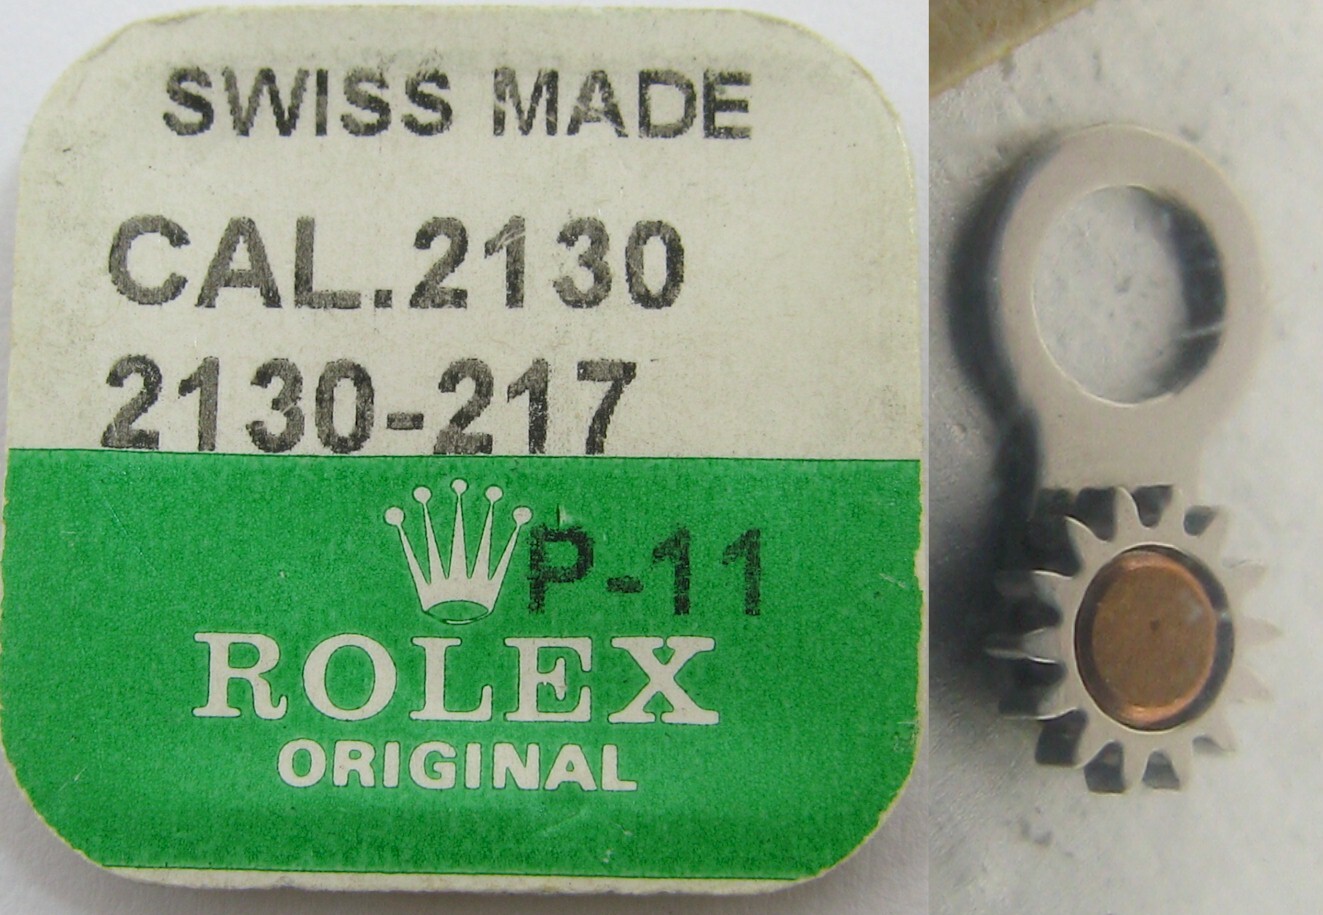 SWISS MADE
CAL.2130
2130-217
P-11
ROLEX
ORIGINAL